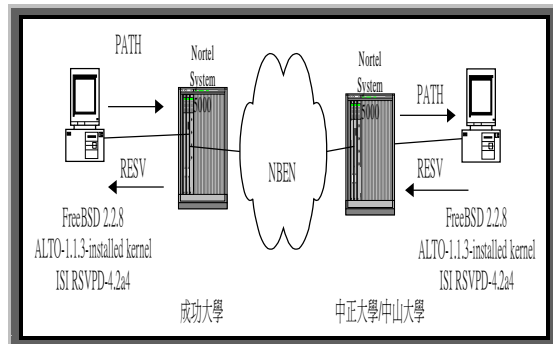 PATH
Nortel
System
5000
RESV
FreeBSD 2.2.8
ALTO-1.1.3-installed kernel
ISI RSVPD-4.2a4
成功大學
NBEN
Nortel
System
5000
PATH
RESV
FreeBSD 2.2.8
ALTO-1.1.3-installed kernel
ISI RSVPD-4.2a4
中正大學/中山大學